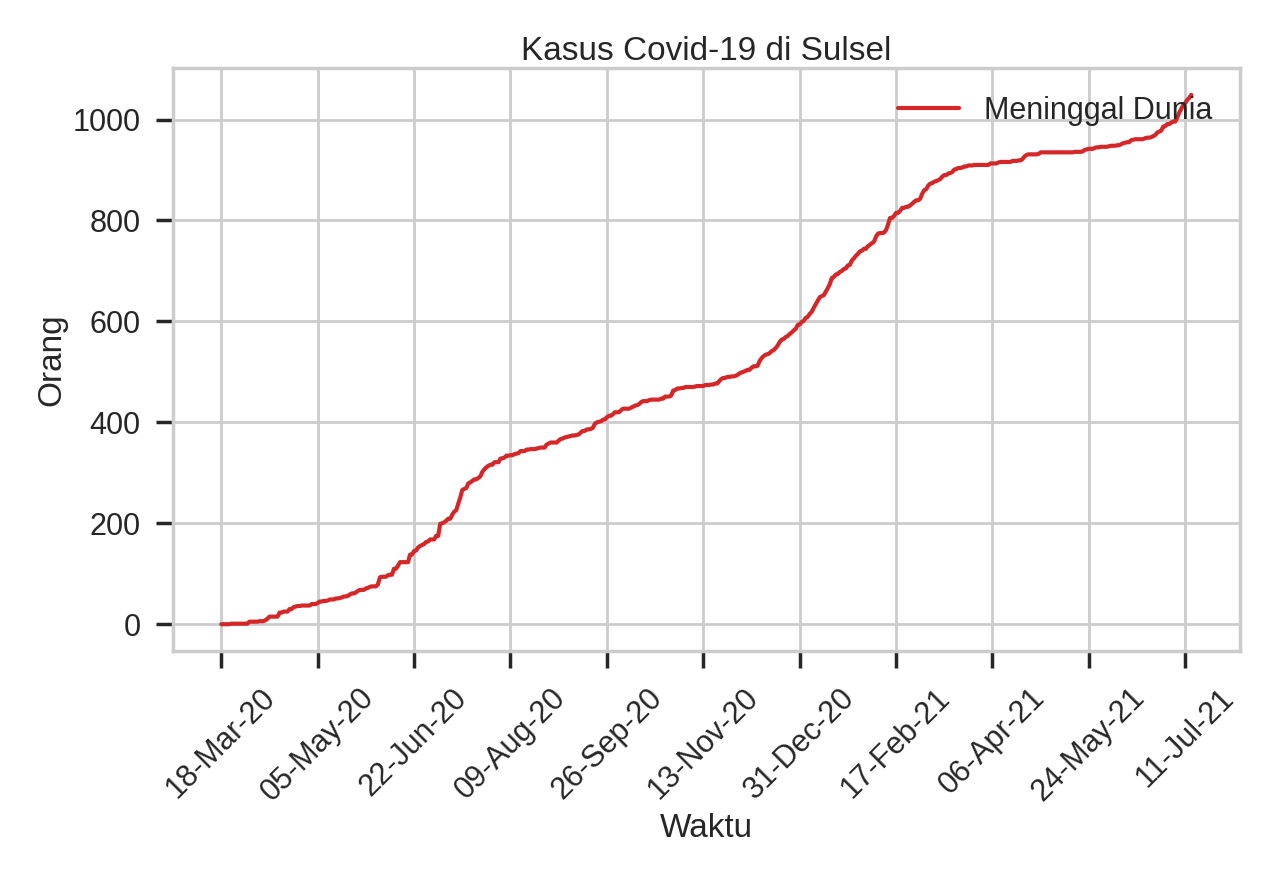 Kasus Covid-19 di Sulsel
Meninggal Dunia
1000
800
600
400
200
0
Orang
18-Mar-20
05-May-20
22-Jun-20
09-Aug-20
26-Sep-20
13-Nov-20
31-Dec-20
17-Feb-21
06-Apr-21
24-May-21
11-Jul-21
Waktu